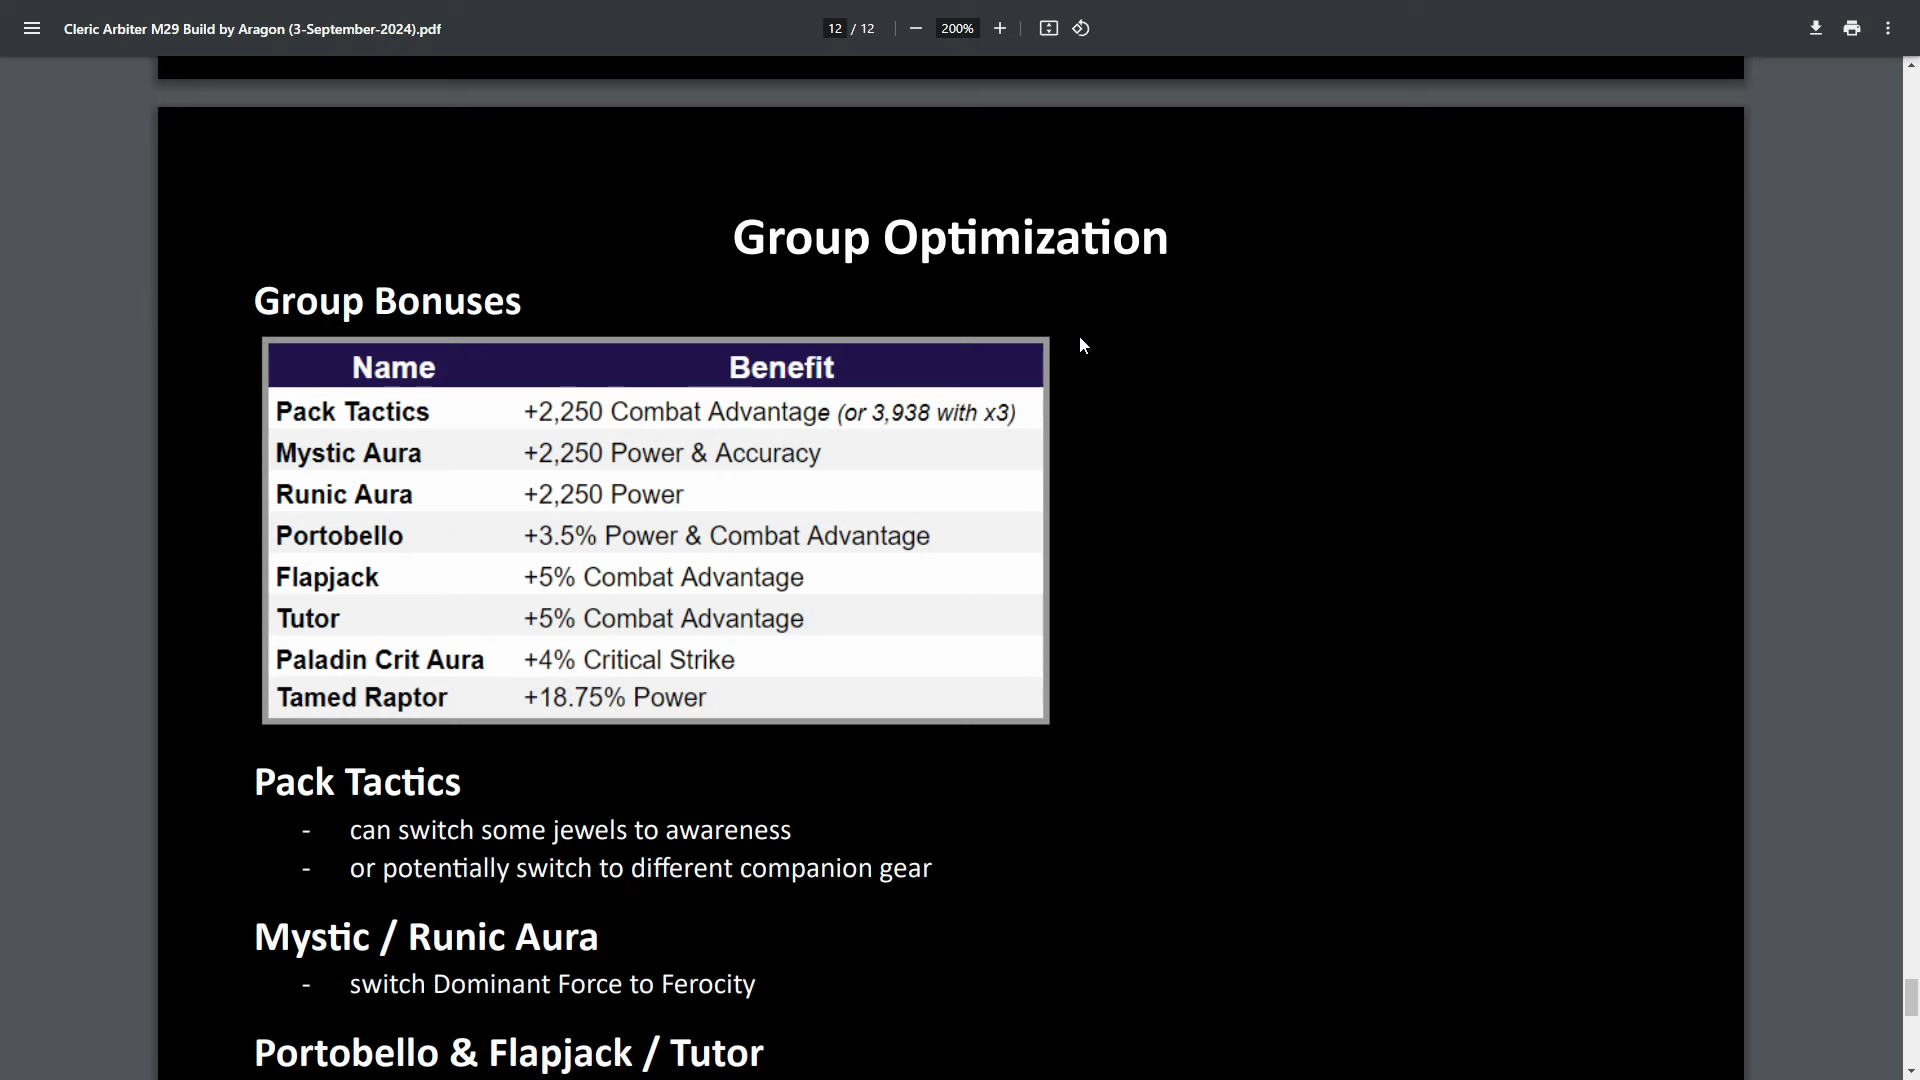 Cleric Arbiter M29 Build by Aragon (3-September-2024).pdf
12 / 12
200%
Group Optimization
Group Bonuses
Name Benefit
Pack Tactics +2,250 Combat Advantage (or 3,938 with x3)
Mystic Aura +2,250 Power & Accuracy
Runic Aura +2,250 Power
Portobello +3.5% Power & Combat Advantage
Flapjack +5% Combat Advantage
Tutor +5% Combat Advantage
Paladin Crit Aura +4% Critical Strike
Tamed Raptor +18.75% Power
Pack Tactics
- can switch some jewels to awareness
- or potentially switch to different companion gear
Mystic / Runic Aura
- switch Dominant Force to Ferocity
Portobello & Flapjack / Tutor